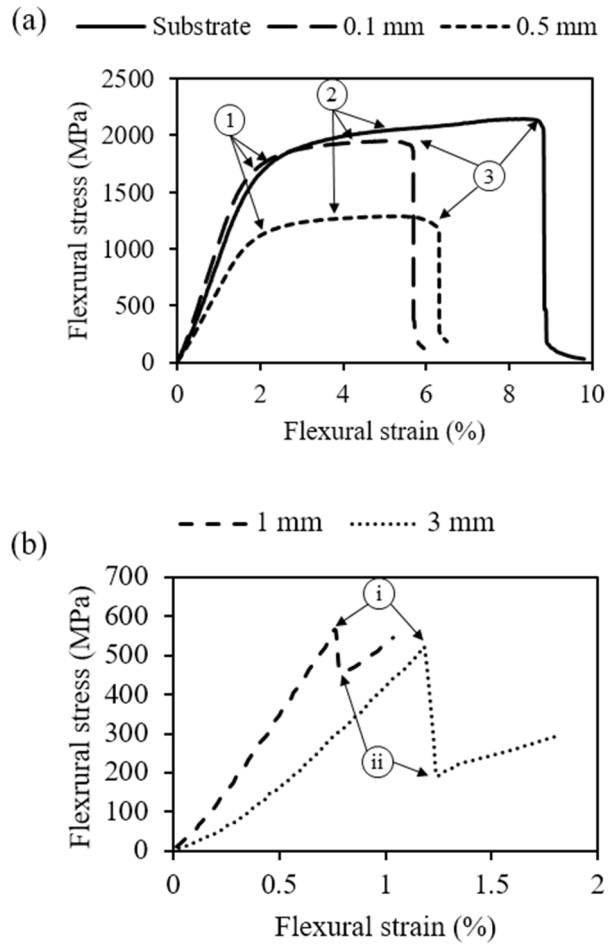 (a)
Substrate 0.1 mm 0.5 mm
Flexrural stress (MPa)
2500
2000
1500
1000
500
0
1
2
3
0 2 4 6 8 10
Flexural strain (%)
(b)
1 mm 3 mm
Flexrural stress (MPa)
700
600
500
400
300
200
100
0
i
ii
0 0.5 1 1.5 2
Flexural strain (%)